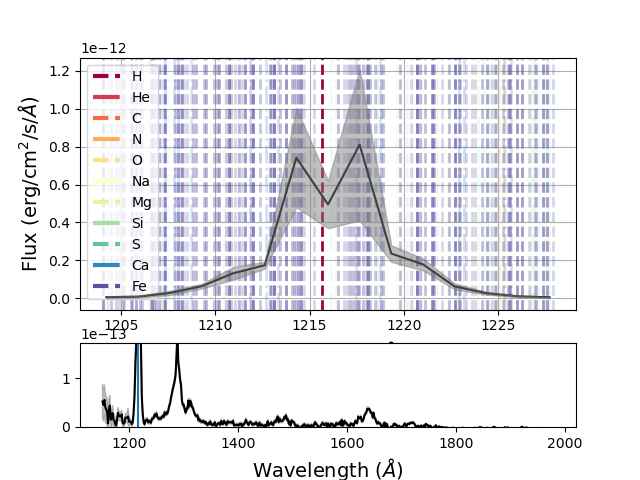 1e−12
1.2
1.0
0.8
0.6
0.4
0.2
0.0
Flux (erg/cm²/s/Å)
H
He
C
N
O
Na
Mg
Si
S
Ca
Fe
1205 1210 1215 1220 1225
1e−13
1
0
1200 1400 1600 1800 2000
Wavelength (Å)